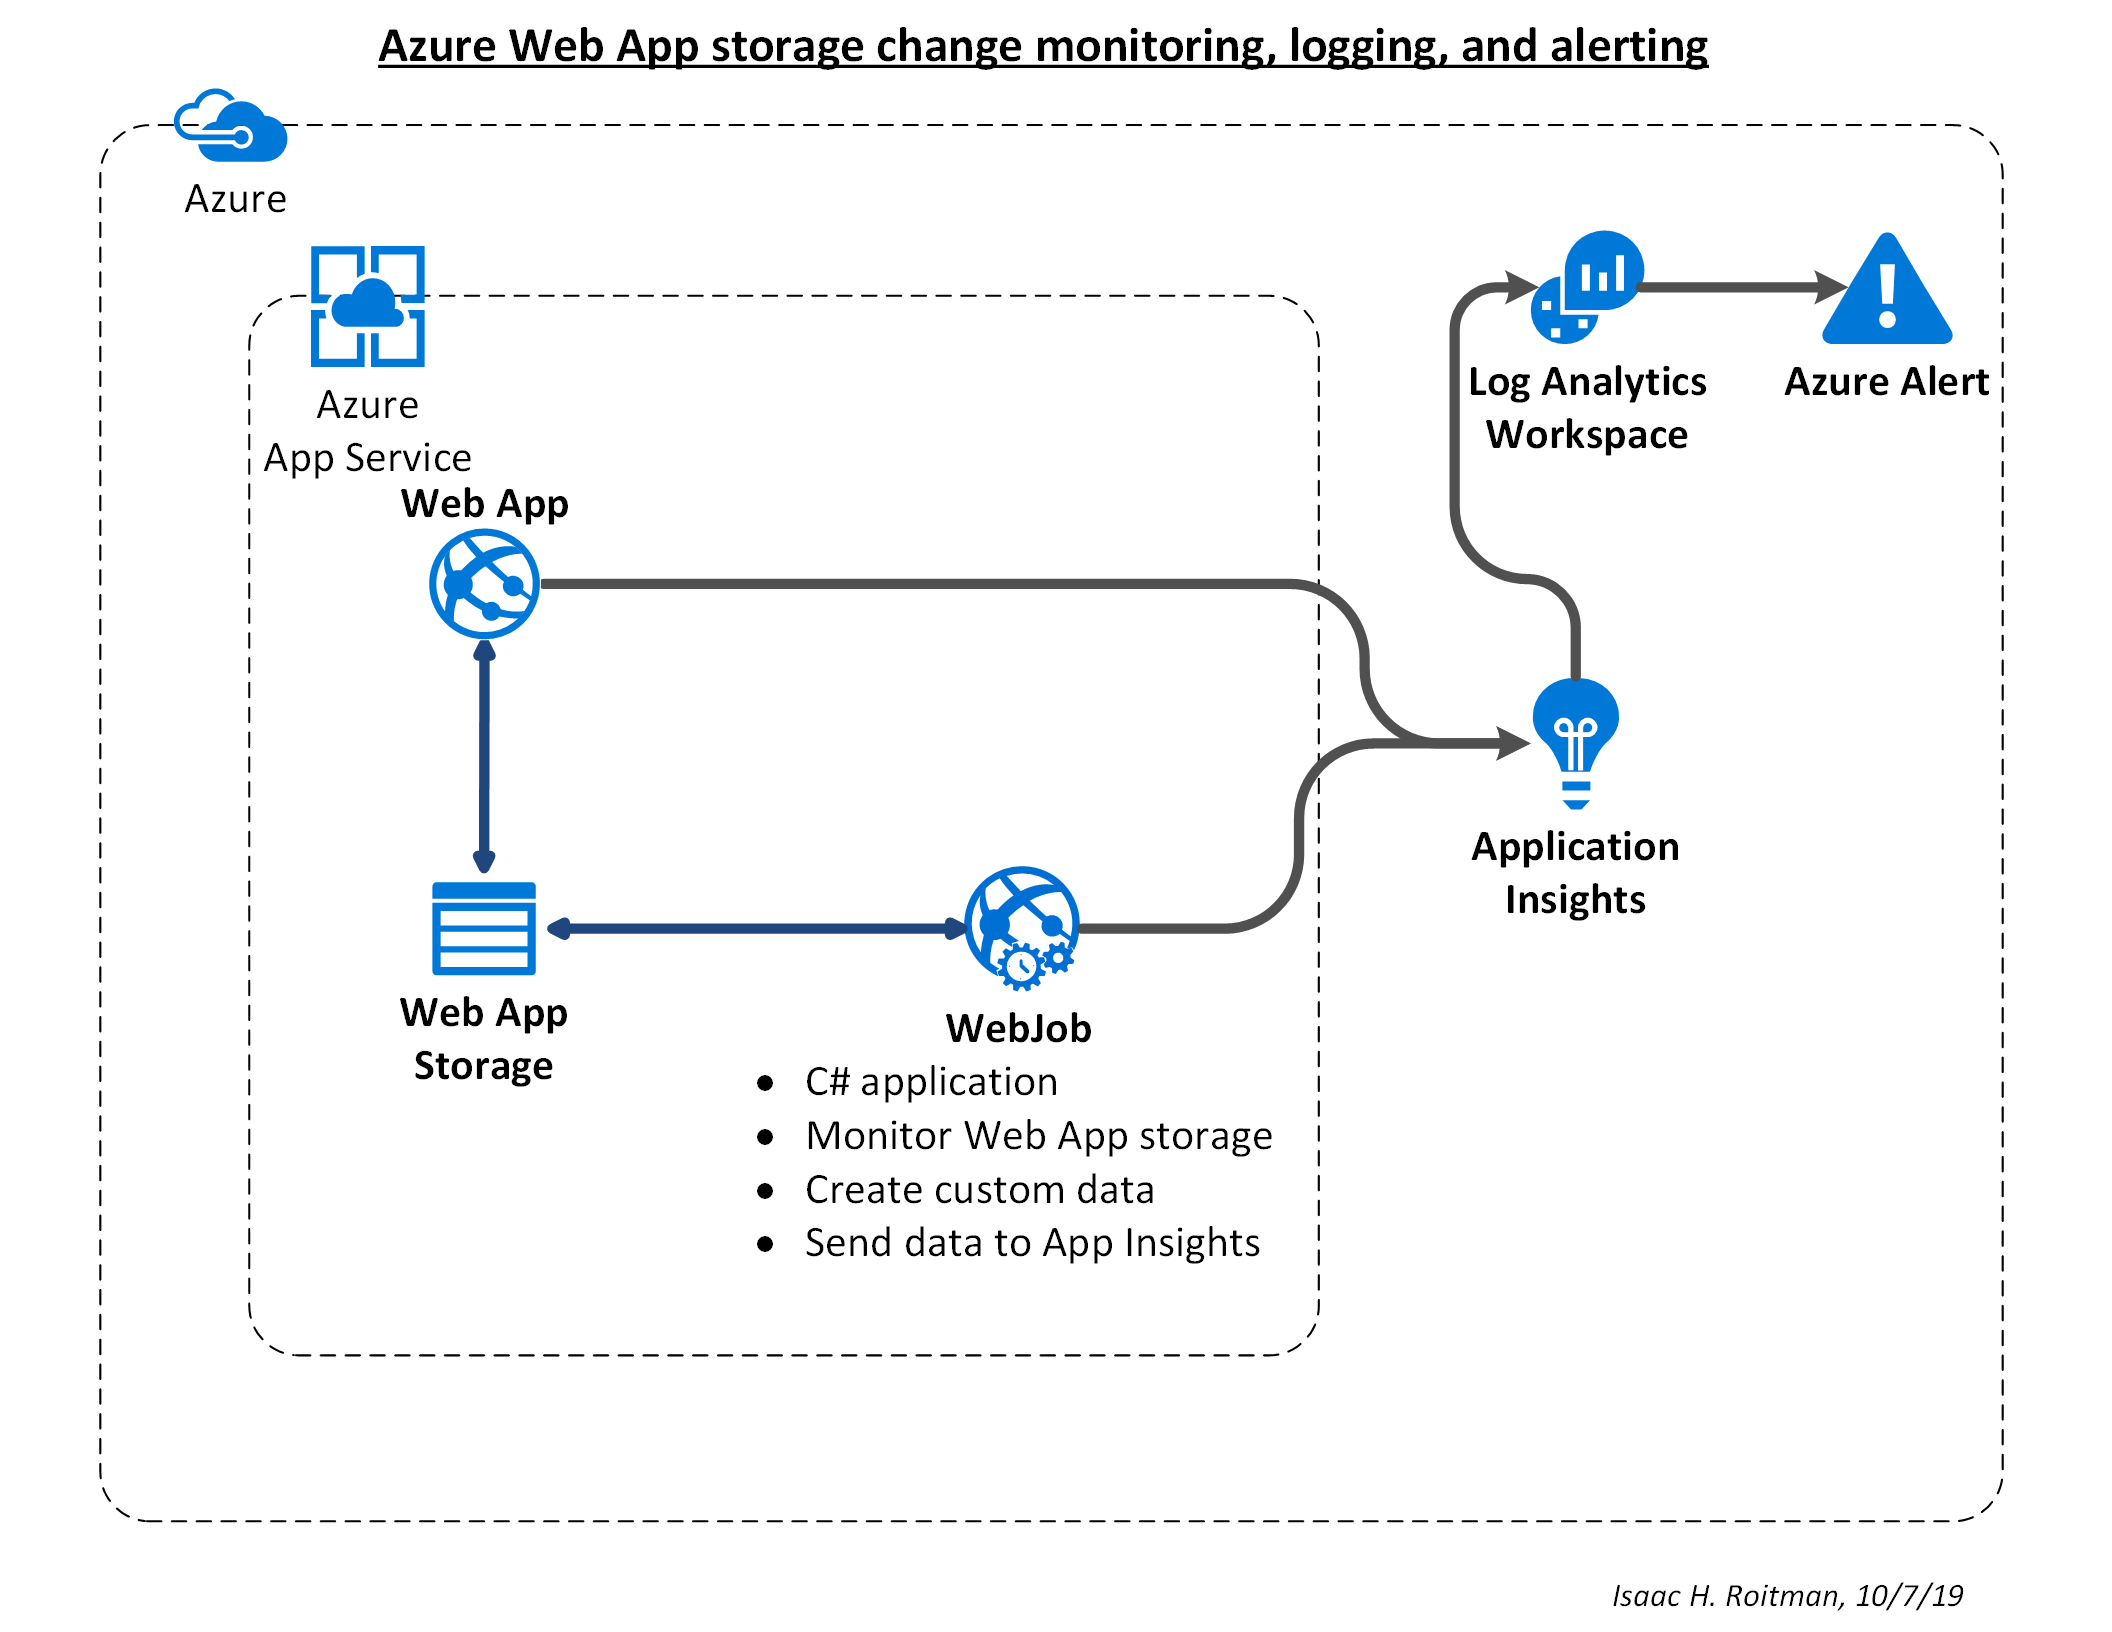 Azure Web App storage change monitoring, logging, and alerting
Azure
Azure
App Service
Web App
Log Analytics
Workspace
Azure Alert
Application
Insights
Web App
Storage
WebJob
• C# application
• Monitor Web App storage
• Create custom data
• Send data to App Insights
Isaac H. Roitman, 10/7/19